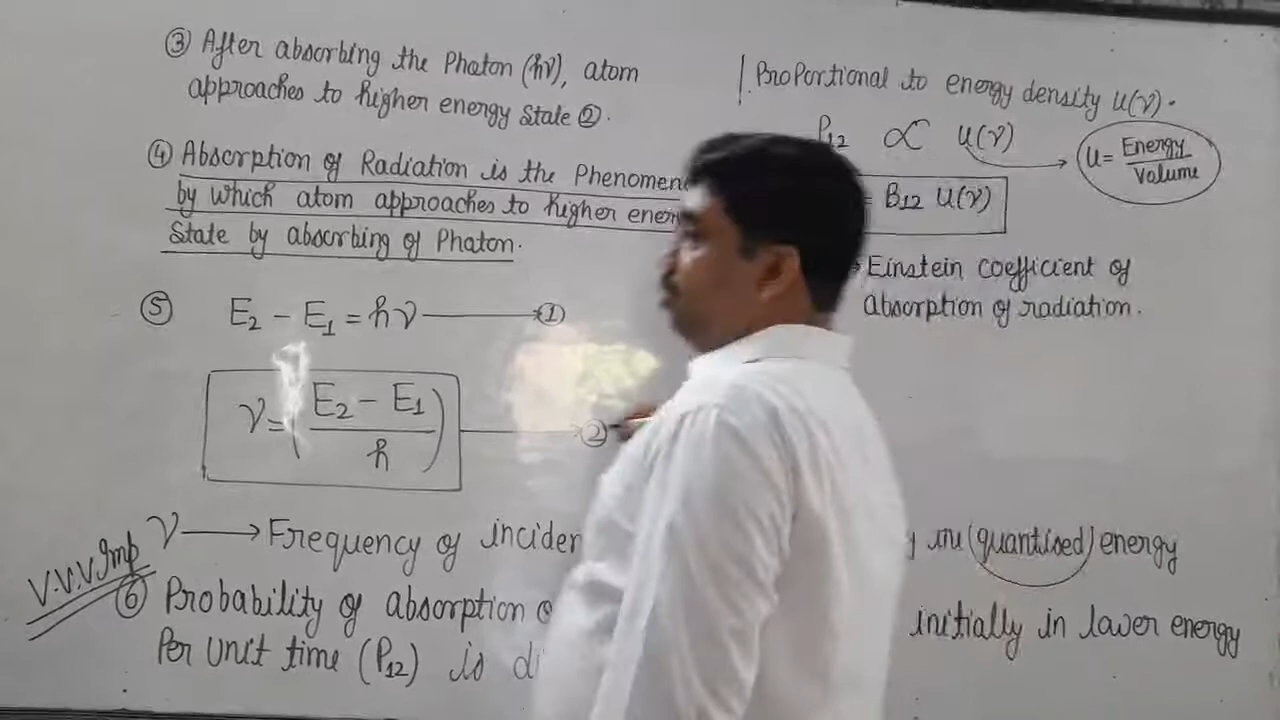 ③ After absorbing the Photon (hν), atom
approaches to higher energy State ②.
④ Absorption of Radiation is the
by which atom approaches to higher
State by absorbing of Photon.
⑤ E₂ - E₁ = hν → ①
ν = (E₂ - E₁ / h) → ②
ν → Frequency of
V.V.V Imp
⑥ Probability of absorption
Per Unit time (P₁₂) is
Proportional to energy density u(ν).
P₁₂ ∝ u(ν) → u = Energy/Volume
= B₁₂ u(ν)
Einstein coefficient of
absorption of radiation.
in (quantised) energy
initially in lower energy